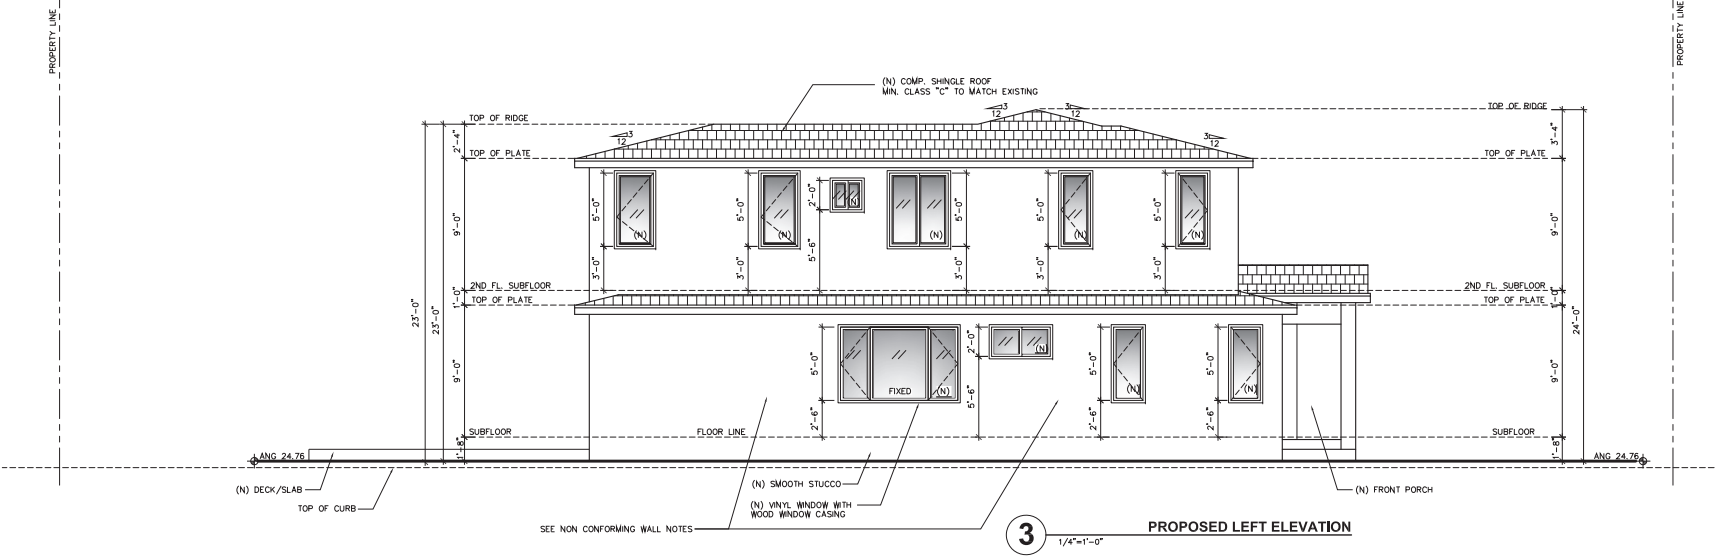 PROPERTY LINE
PROPERTY LINE
(N) COMP. SHINGLE ROOF
MIN. CLASS "C" TO MATCH EXISTING
3
12
3
12
3
12
3
12
TOP OF RIDGE
TOP OF RIDGE
2'-4"
3'-4"
TOP OF PLATE
TOP OF PLATE
5'-0"
5'-0"
2'-0"
5'-0"
5'-0"
5'-0"
(N)
(N)
(N)
(N)
(N)
(N)
9'-0"
9'-0"
3'-0"
3'-0"
5'-6"
3'-0"
3'-0"
3'-0"
2ND FL. SUBFLOOR
2ND FL. SUBFLOOR
1'-0"
1'-0"
TOP OF PLATE
TOP OF PLATE
23'-0"
23'-0"
24'-0"
9'-0"
9'-0"
5'-0"
2'-0"
5'-0"
5'-0"
(N)
FIXED
(N)
(N)
(N)
2'-6"
5'-6"
2'-6"
2'-6"
SUBFLOOR
FLOOR LINE
SUBFLOOR
1'-8"
1'-8"
ANG 24.76
ANG 24.76
(N) DECK/SLAB
TOP OF CURB
(N) SMOOTH STUCCO
(N) VINYL WINDOW WITH
WOOD WINDOW CASING
SEE NON CONFORMING WALL NOTES
(N) FRONT PORCH
3
PROPOSED LEFT ELEVATION
1/4"=1'-0"